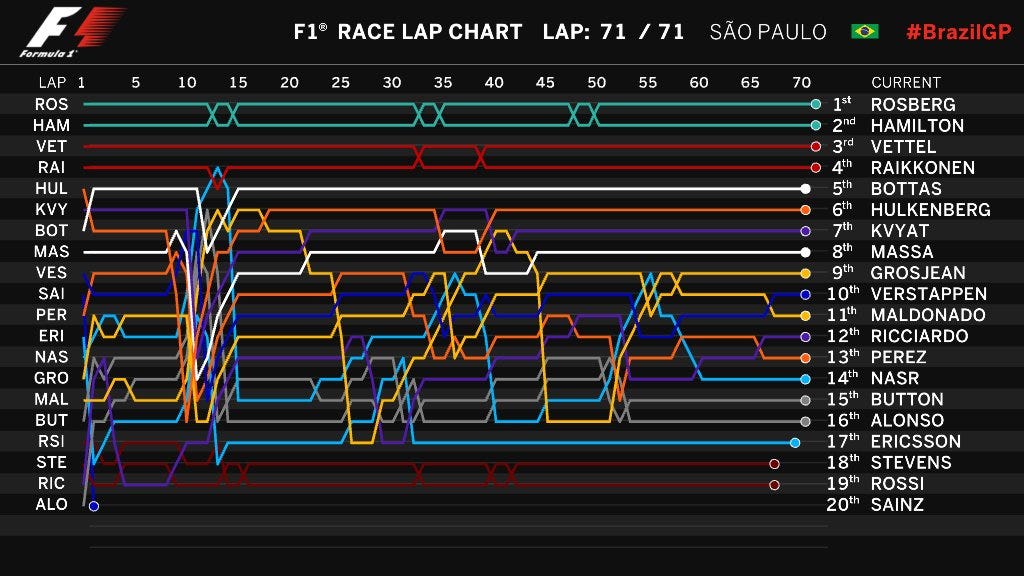 F1 Formula 1® F1® RACE LAP CHART LAP: 71 / 71 SÃO PAULO #BrazilGP
LAP 1 5 10 15 20 25 30 35 40 45 50 55 60 65 70 CURRENT
ROS 1st ROSBERG
HAM 2nd HAMILTON
VET 3rd VETTEL
RAI 4th RAIKKONEN
HUL 5th BOTTAS
KVY 6th HULKENBERG
BOT 7th KVYAT
MAS 8th MASSA
VES 9th GROSJEAN
SAI 10th VERSTAPPEN
PER 11th MALDONADO
ERI 12th RICCIARDO
NAS 13th PEREZ
GRO 14th NASR
MAL 15th BUTTON
BUT 16th ALONSO
RSI 17th ERICSSON
STE 18th STEVENS
RIC 19th ROSSI
ALO 20th SAINZ